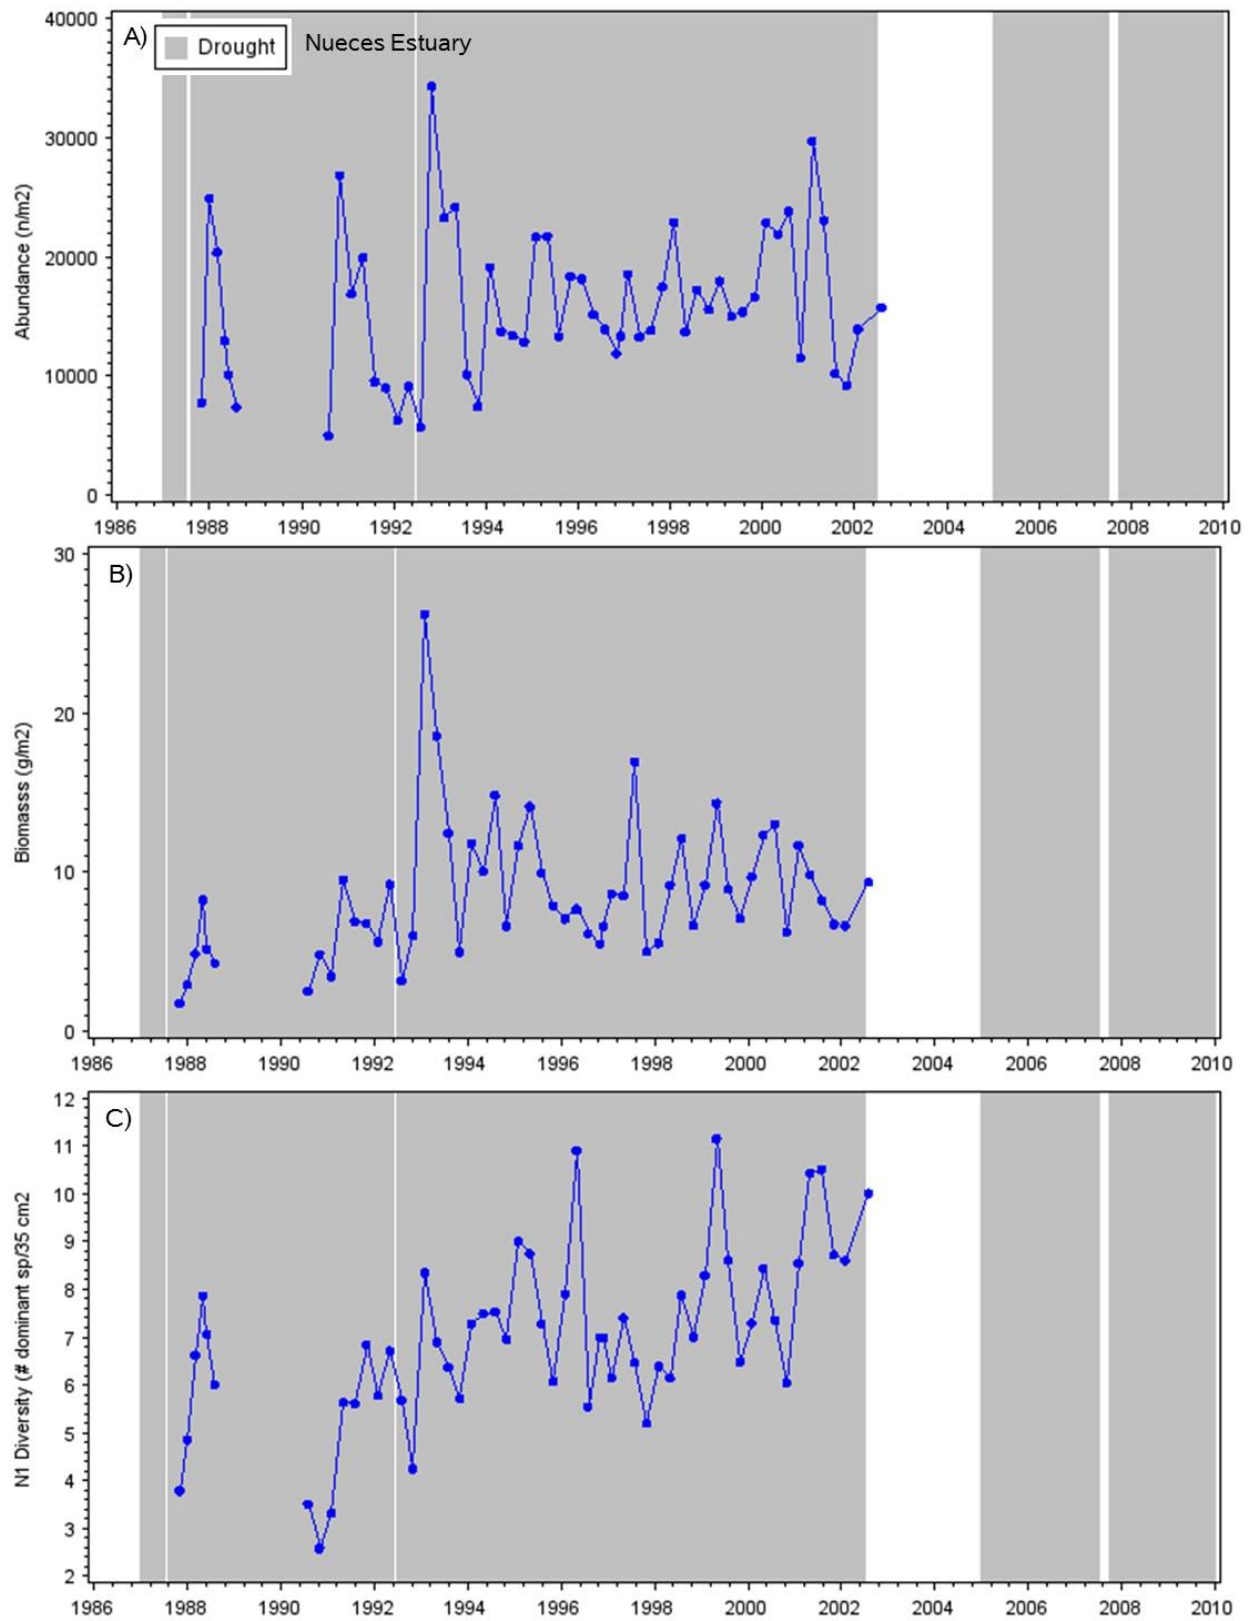 A)
Drought
Nueces Estuary
Abundance (n/m2)
40000
30000
20000
10000
0
1986 1988 1990 1992 1994 1996 1998 2000 2002 2004 2006 2008 2010
B)
Biomasss (g/m2)
30
20
10
0
1986 1988 1990 1992 1994 1996 1998 2000 2002 2004 2006 2008 2010
C)
N1 Diversity (# dominant sp/35 cm2
12
11
10
9
8
7
6
5
4
3
2
1986 1988 1990 1992 1994 1996 1998 2000 2002 2004 2006 2008 2010